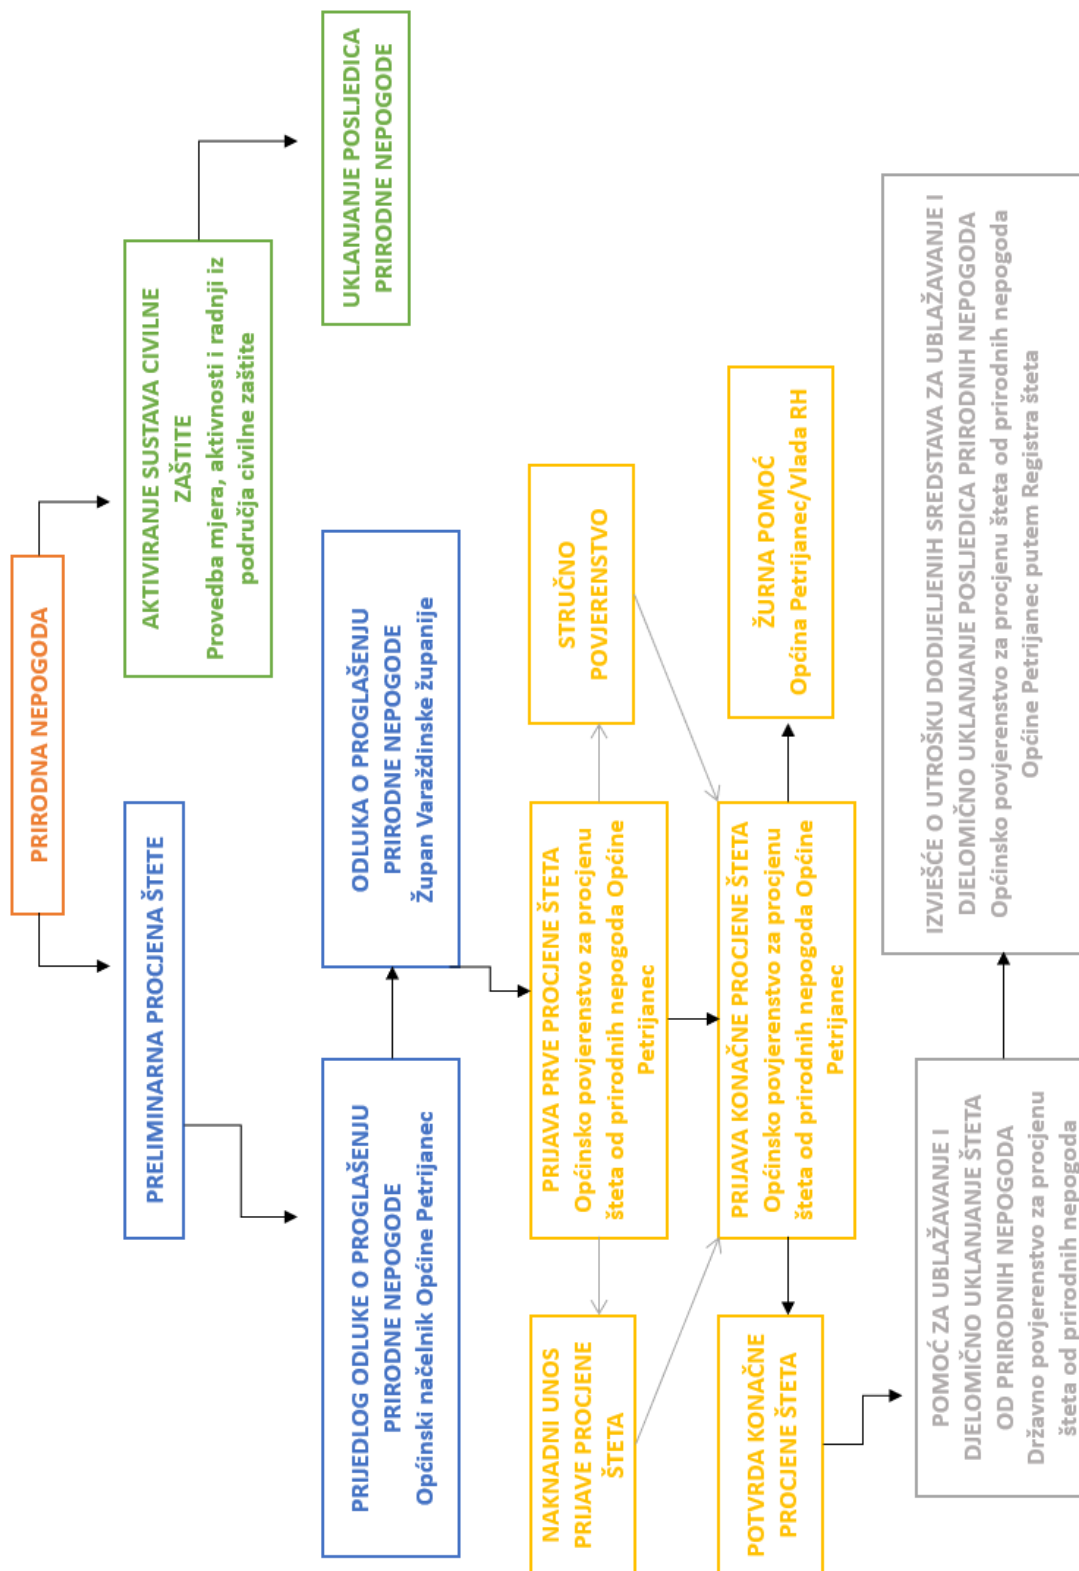 PRIRODNA NEPOGODA
PRELIMINARNA PROCJENA ŠTETE
AKTIVIRANJE SUSTAVA CIVILNE
ZAŠTITE
Provedba mjera, aktivnosti i radnji iz
područja civilne zaštite
PRIJEDLOG ODLUKE O PROGLAŠENJU
PRIRODNE NEPOGODE
Općinski načelnik Općine Petrijanec
ODLUKA O PROGLAŠENJU
PRIRODNE NEPOGODE
Župan Varaždinske županije
UKLANJANJE POSLJEDICA
PRIRODNE NEPOGODE
NAKNADNI UNOS
PRIJAVE PROCJENE
ŠTETA
PRIJAVA PRVE PROCJENE ŠTETA
Općinsko povjerenstvo za procjenu
šteta od prirodnih nepogoda Općine
Petrijanec
STRUČNO
POVJERENSTVO
POTVRDA KONAČNE
PROCJENE ŠTETA
PRIJAVA KONAČNE PROCJENE ŠTETA
Općinsko povjerenstvo za procjenu
šteta od prirodnih nepogoda Općine
Petrijanec
ŽURNA POMOĆ
Općina Petrijanec/Vlada RH
POMOĆ ZA UBLAŽAVANJE I
DJELOMIČNO UKLANJANJE ŠTETA
OD PRIRODNIH NEPOGODA
Državno povjerenstvo za procjenu
šteta od prirodnih nepogoda
IZVJEŠĆE O UTROŠKU DODIJELJENIH SREDSTAVA ZA UBLAŽAVANJE I
DJELOMIČNO UKLANJANJE POSLJEDICA PRIRODNIH NEPOGODA
Općinsko povjerenstvo za procjenu šteta od prirodnih nepogoda
Općine Petrijanec putem Registra šteta